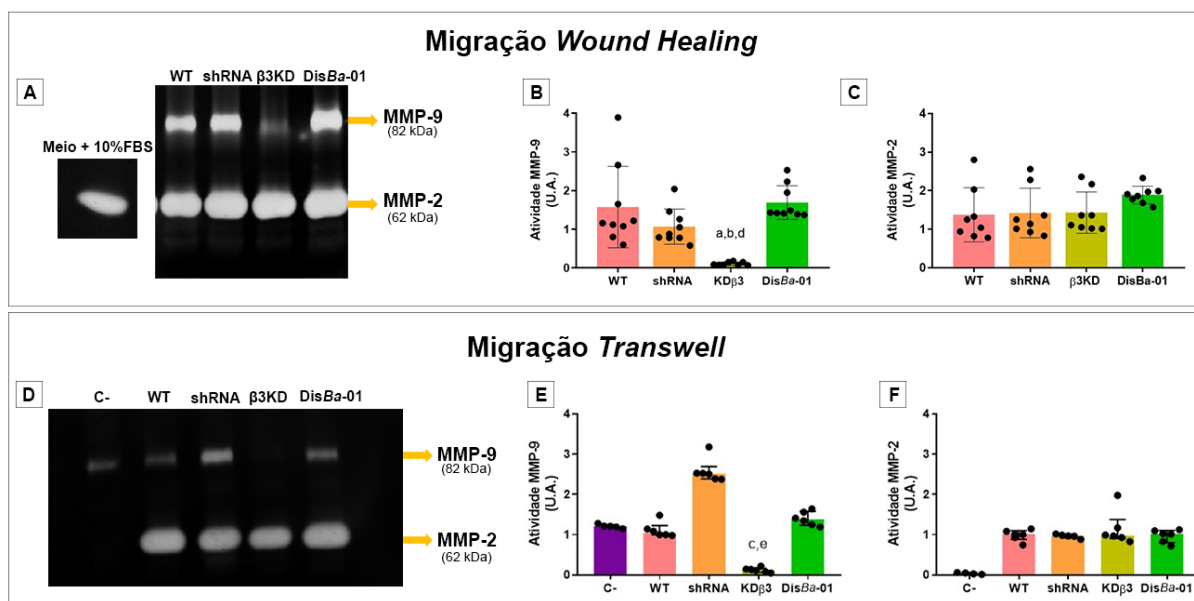 Migração Wound Healing
A
WT shRNA β3KD DisBa-01
MMP-9
(82 kDa)
Meio + 10%FBS
MMP-2
(62 kDa)
B
Atividade MMP-9
(U.A.)
4
3
2
1
0
a,b,d
WT shRNA KDβ3 DisBa-01
C
Atividade MMP-2
(U.A.)
4
3
2
1
0
WT shRNA β3KD DisBa-01
Migração Transwell
D
C- WT shRNA β3KD DisBa-01
MMP-9
(82 kDa)
MMP-2
(62 kDa)
E
Atividade MMP-9
(U.A.)
4
3
2
1
0
c,e
C- WT shRNA KDβ3 DisBa-01
F
Atividade MMP-2
(U.A.)
4
3
2
1
0
C- WT shRNA KDβ3 DisBa-01